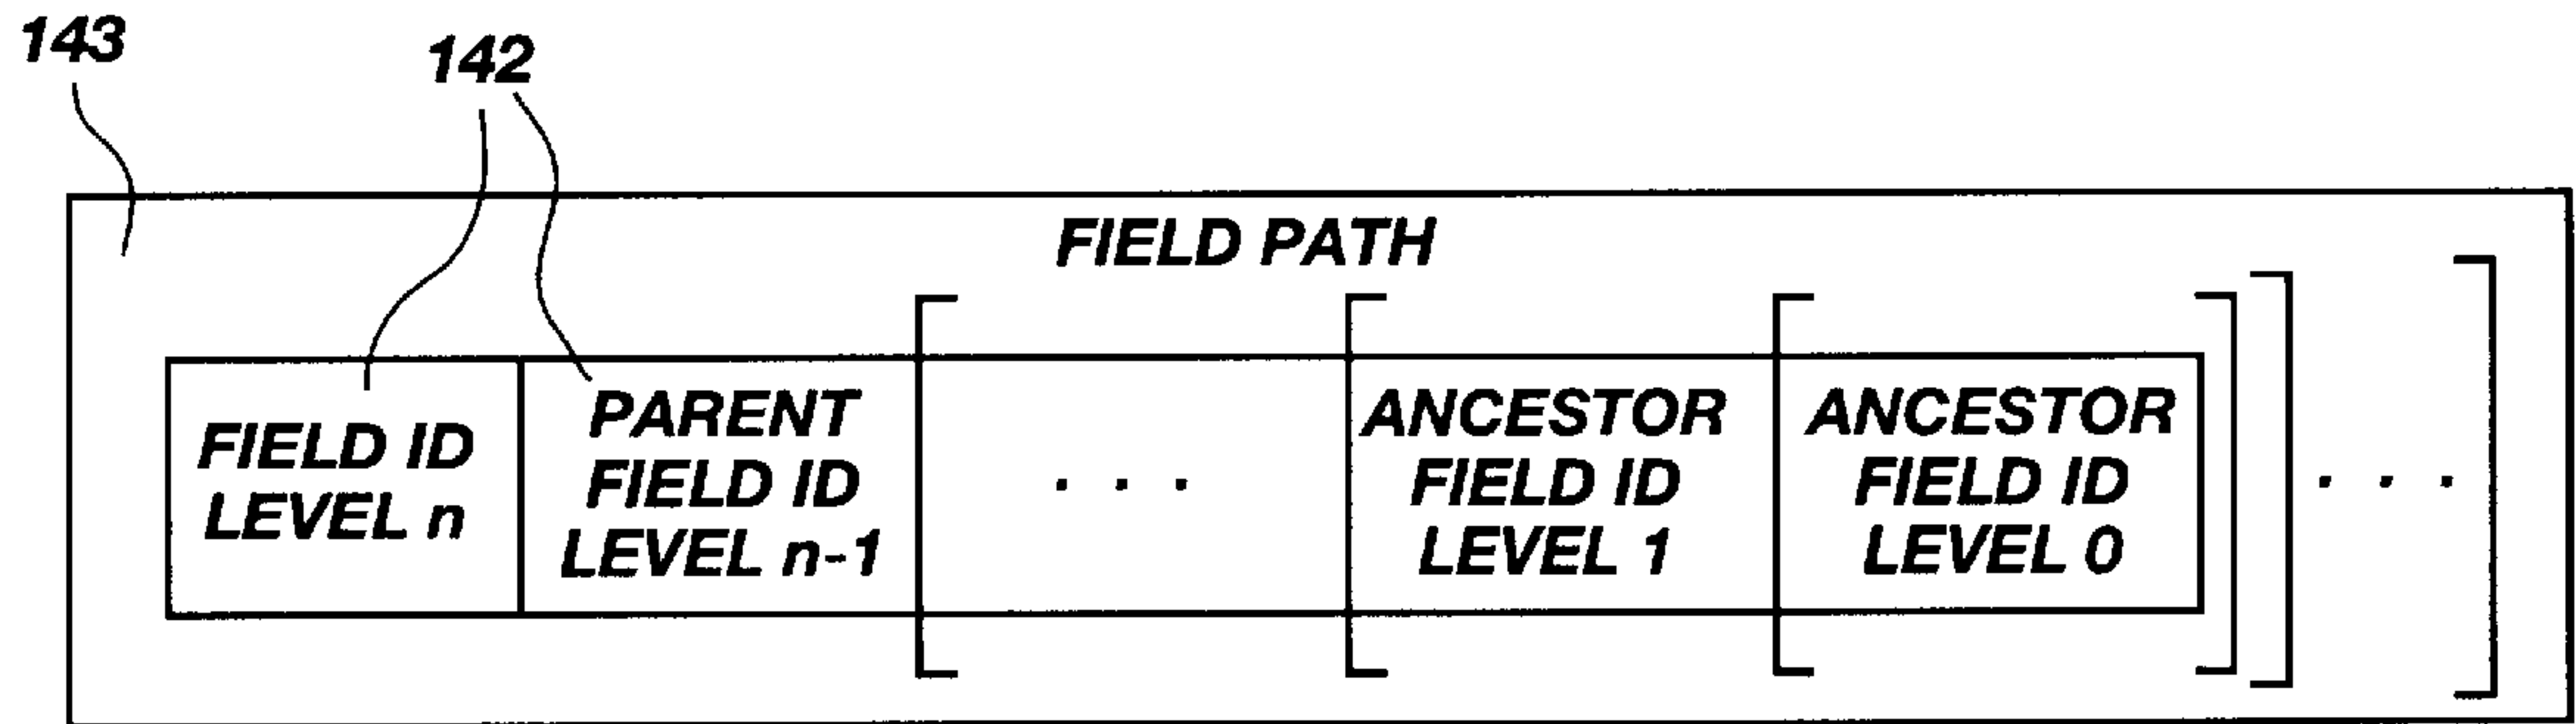 143
142
FIELD PATH
FIELD ID
LEVEL n
PARENT
FIELD ID
LEVEL n-1
. . .
ANCESTOR
FIELD ID
LEVEL 1
ANCESTOR
FIELD ID
LEVEL 0
. . .